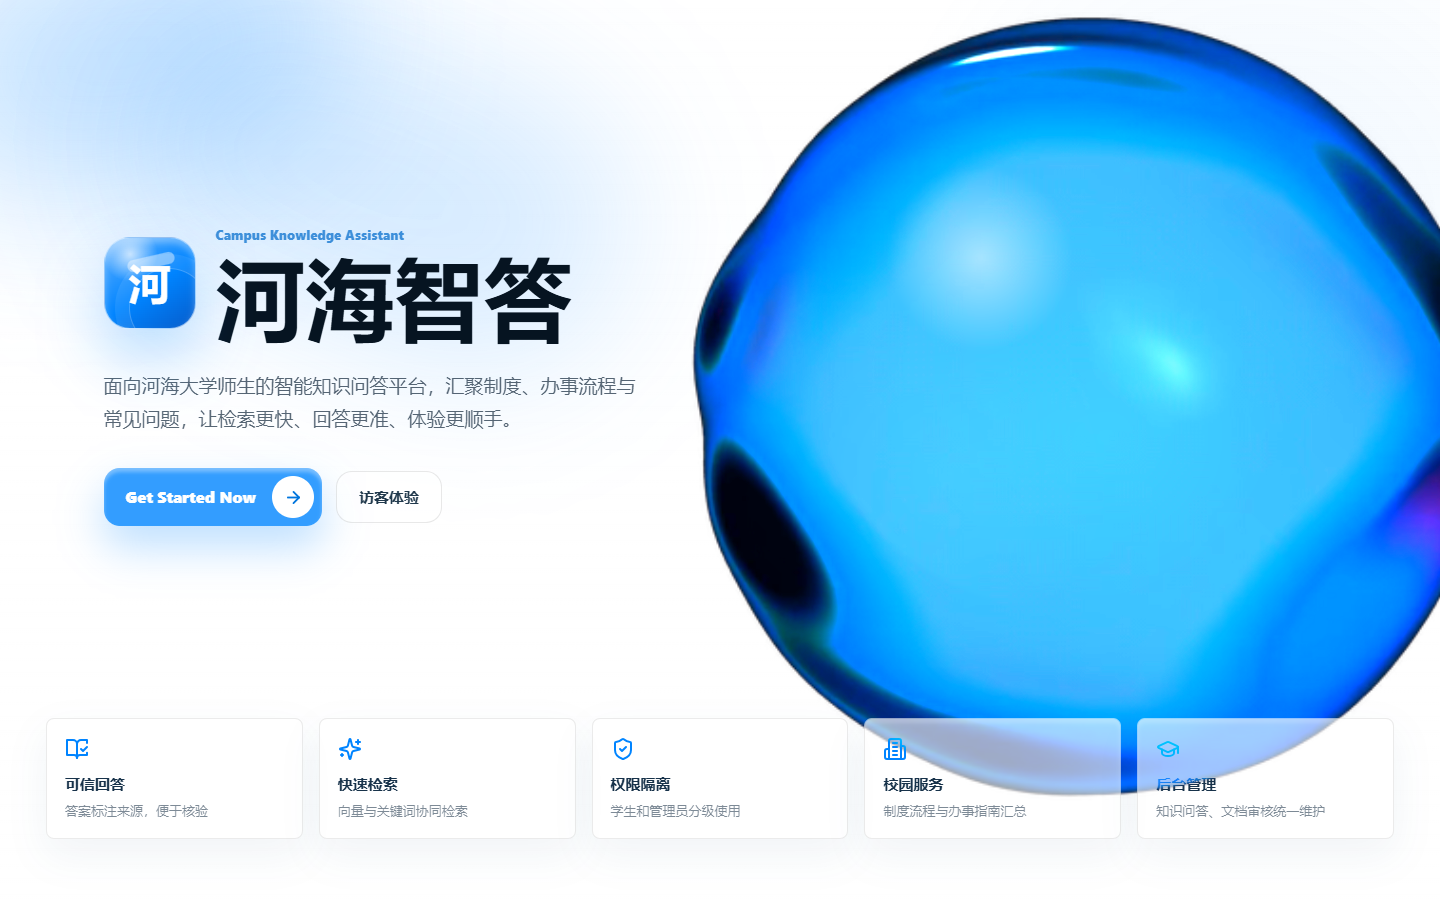 Campus Knowledge Assistant
河
河海智答
面向河海大学师生的智能知识问答平台，汇聚制度、办事流程与
常见问题，让检索更快、回答更准、体验更顺手。
Get Started Now
访客体验
可信回答
答案标注来源，便于核验
快速检索
向量与关键词协同检索
权限隔离
学生和管理员分级使用
校园服务
制度流程与办事指南汇总
后台管理
知识问答、文档审核统一维护